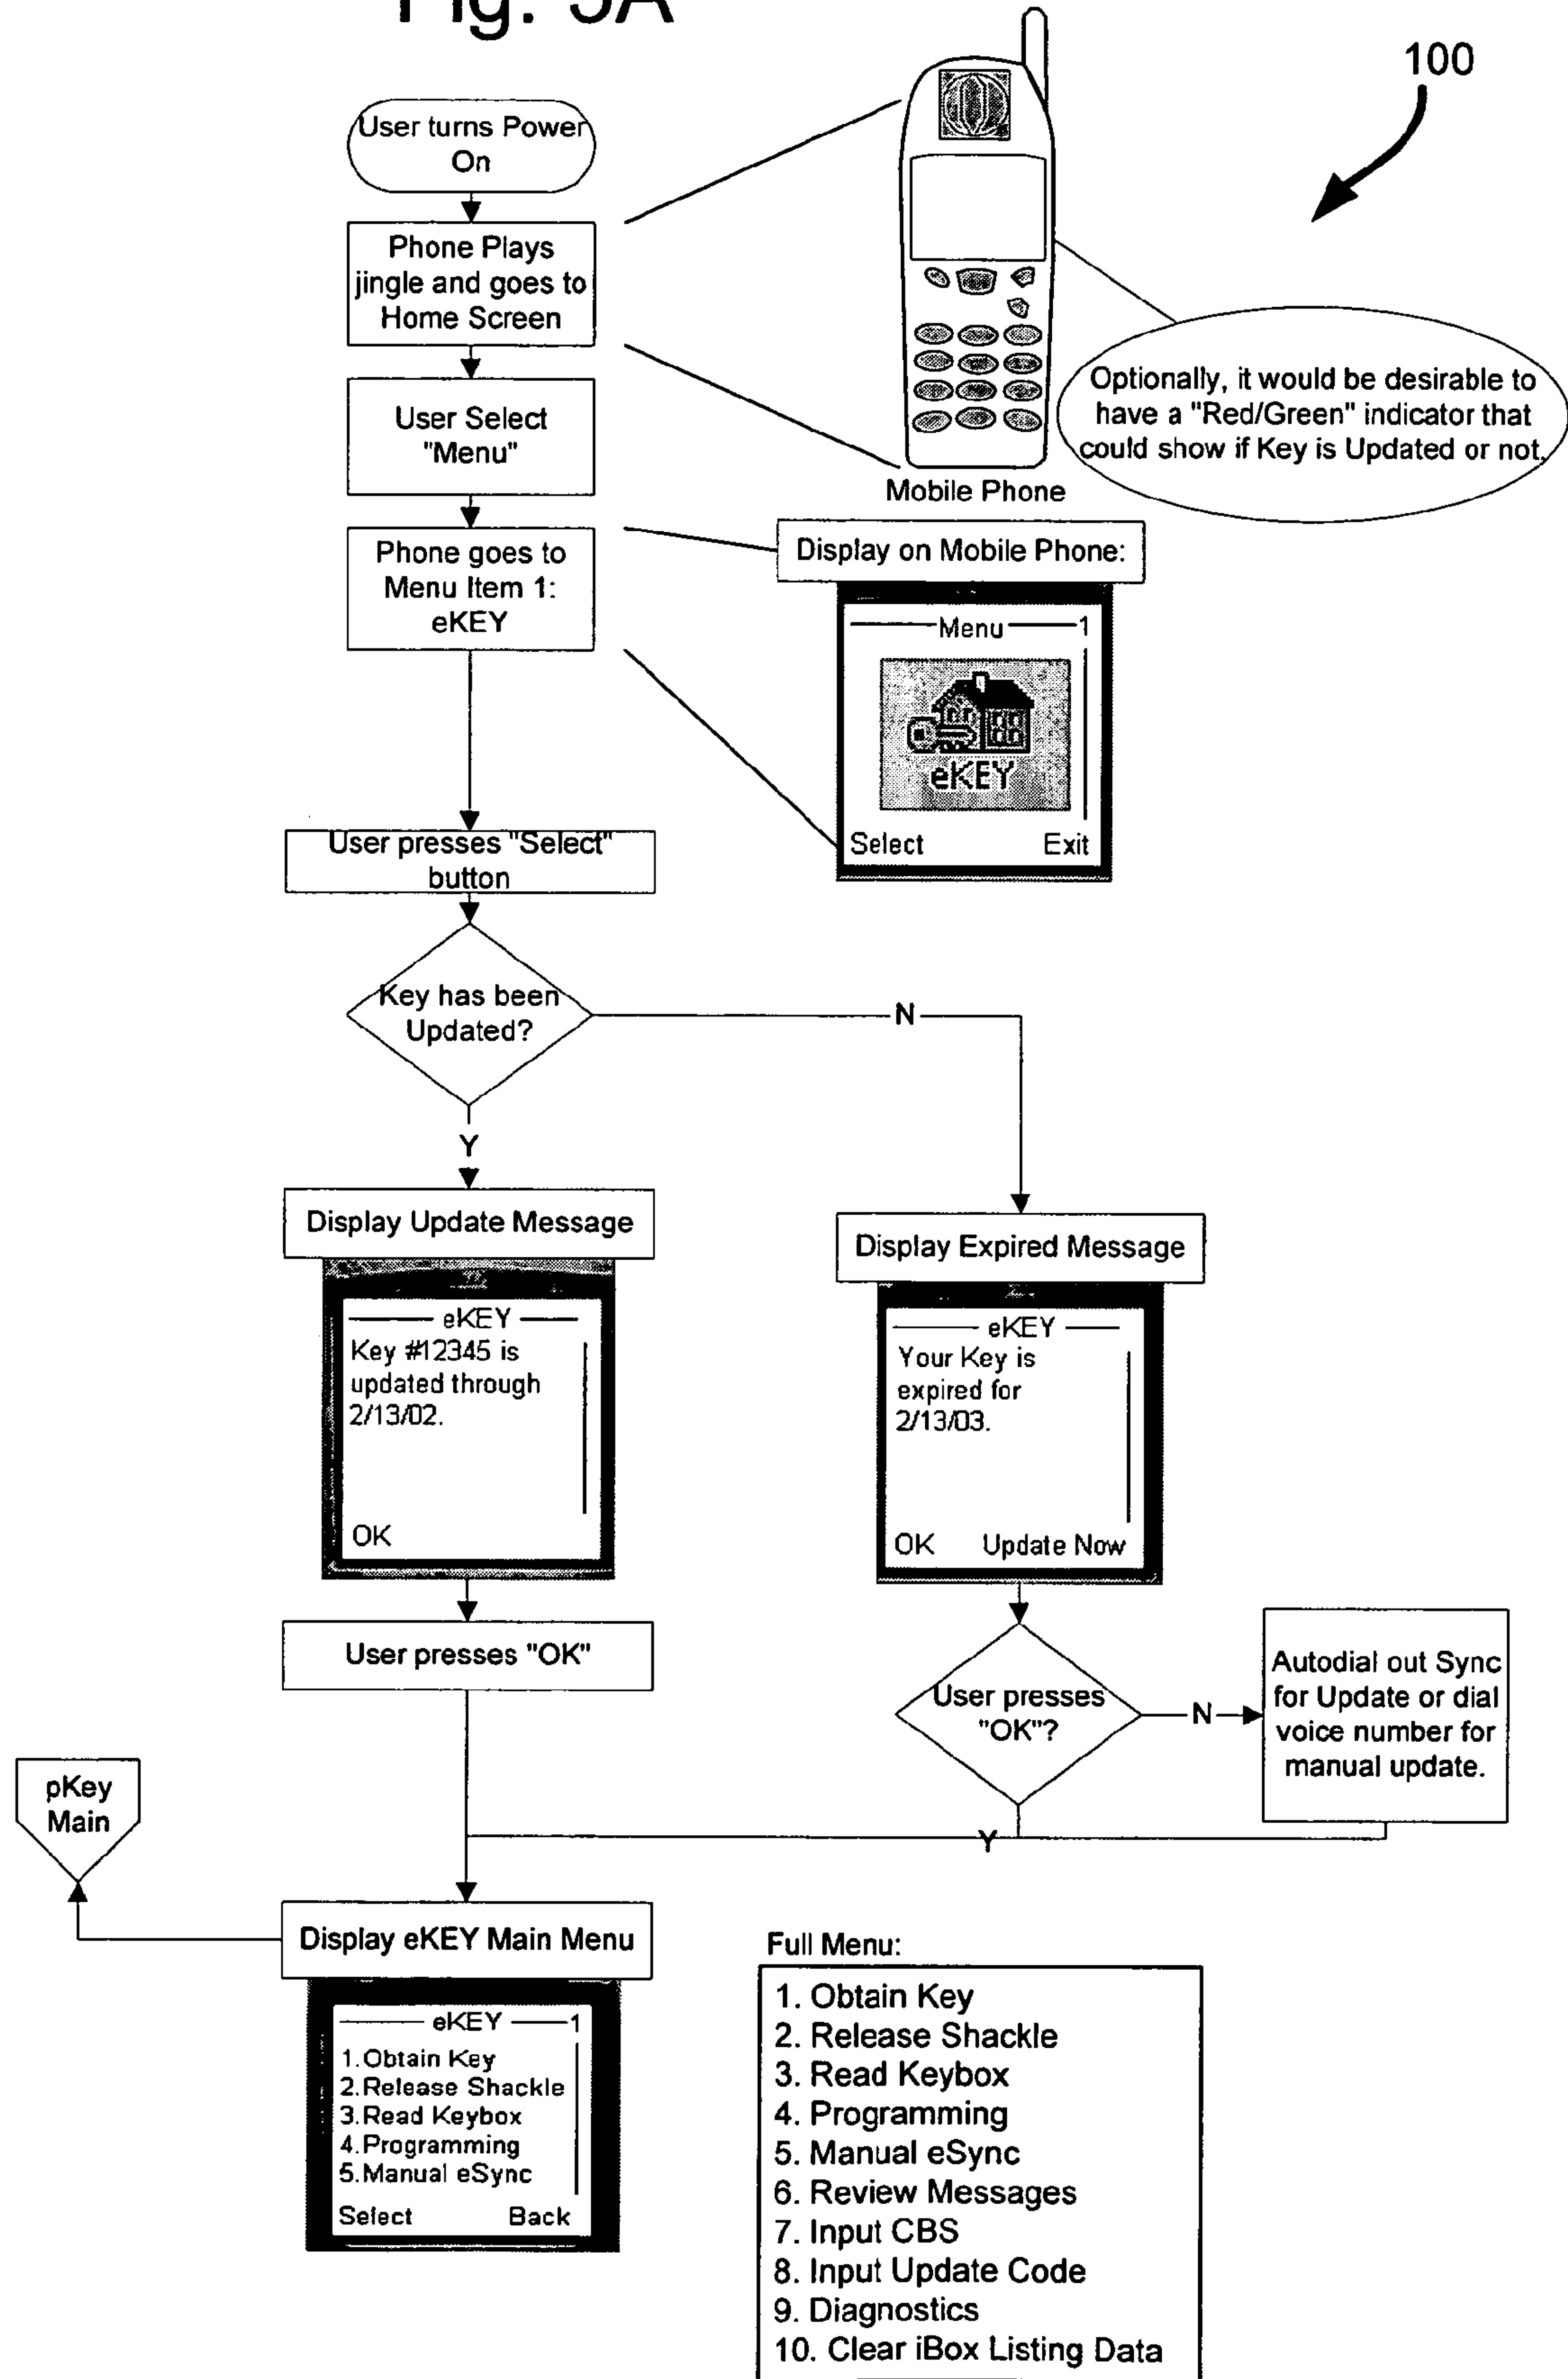 Fig. 5A
100
User turns Power
On
Phone Plays
jingle and goes to
Home Screen
User Select
"Menu"
Phone goes to
Menu Item 1:
eKEY
Mobile Phone
Optionally, it would be desirable to
have a "Red/Green" indicator that
could show if Key is Updated or not.
Display on Mobile Phone:
Menu 1
eKEY
Select Exit
User presses "Select"
button
Key has been
Updated?
N
Y
Display Update Message
eKEY
Key #12345 is
updated through
2/13/02.
OK
Display Expired Message
eKEY
Your Key is
expired for
2/13/03.
OK Update Now
User presses "OK"
User presses
"OK"?
N
Autodial out Sync
for Update or dial
voice number for
manual update.
Y
pKey
Main
Display eKEY Main Menu
eKEY 1
1.Obtain Key
2.Release Shackle
3.Read Keybox
4.Programming
5.Manual eSync
Select Back
Full Menu:
1. Obtain Key
2. Release Shackle
3. Read Keybox
4. Programming
5. Manual eSync
6. Review Messages
7. Input CBS
8. Input Update Code
9. Diagnostics
10. Clear iBox Listing Data